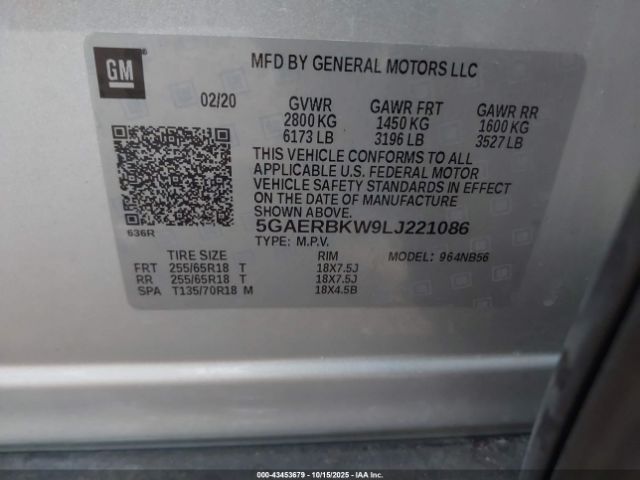 GM
MFD BY GENERAL MOTORS LLC
02/20 GVWR GAWR FRT GAWR RR
2800 KG 1450 KG 1600 KG
6173 LB 3196 LB 3527 LB
THIS VEHICLE CONFORMS TO ALL
APPLICABLE U.S. FEDERAL MOTOR
VEHICLE SAFETY STANDARDS IN EFFECT
ON THE DATE OF MANUFACTURE
SHOWN ABOVE.
636R
5GAERBKW9LJ221086
TYPE: M.P.V. MODEL: 964NB56
TIRE SIZE RIM
FRT 255/65R18 T 18X7.5J
RR 255/65R18 T 18X7.5J
SPA T135/70R18 M 18X4.5B
000-43453679 - 10/15/2025 - IAAI.COM